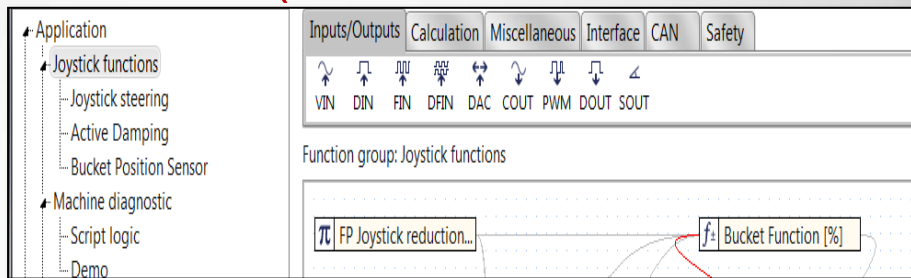 Application
Joystick functions
Joystick steering
Active Damping
Bucket Position Sensor
Machine diagnostic
Script logic
Demo
Inputs/Outputs Calculation Miscellaneous Interface CAN Safety
VIN DIN FIN DFIN DAC COUT PWM DOUT SOUT
Function group: Joystick functions
π FP Joystick reduction... f± Bucket Function [%]